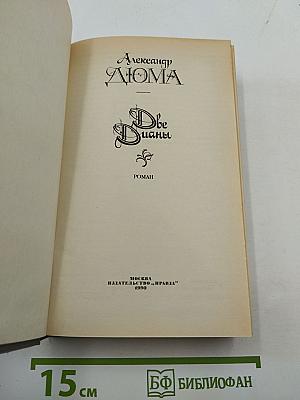 Александр
ДЮМА
Две
Дианы
РОМАН
МОСКВА
ИЗДАТЕЛЬСТВО „ПРАВДА"
1990
15 см
БФ БИБЛИОФАН